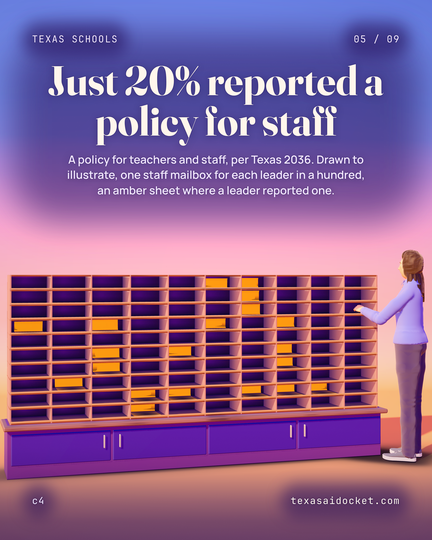 TEXAS SCHOOLS
05 / 09
Just 20% reported a
policy for staff
A policy for teachers and staff, per Texas 2036. Drawn to
illustrate, one staff mailbox for each leader in a hundred,
an amber sheet where a leader reported one.
c4
texasaidocket.com